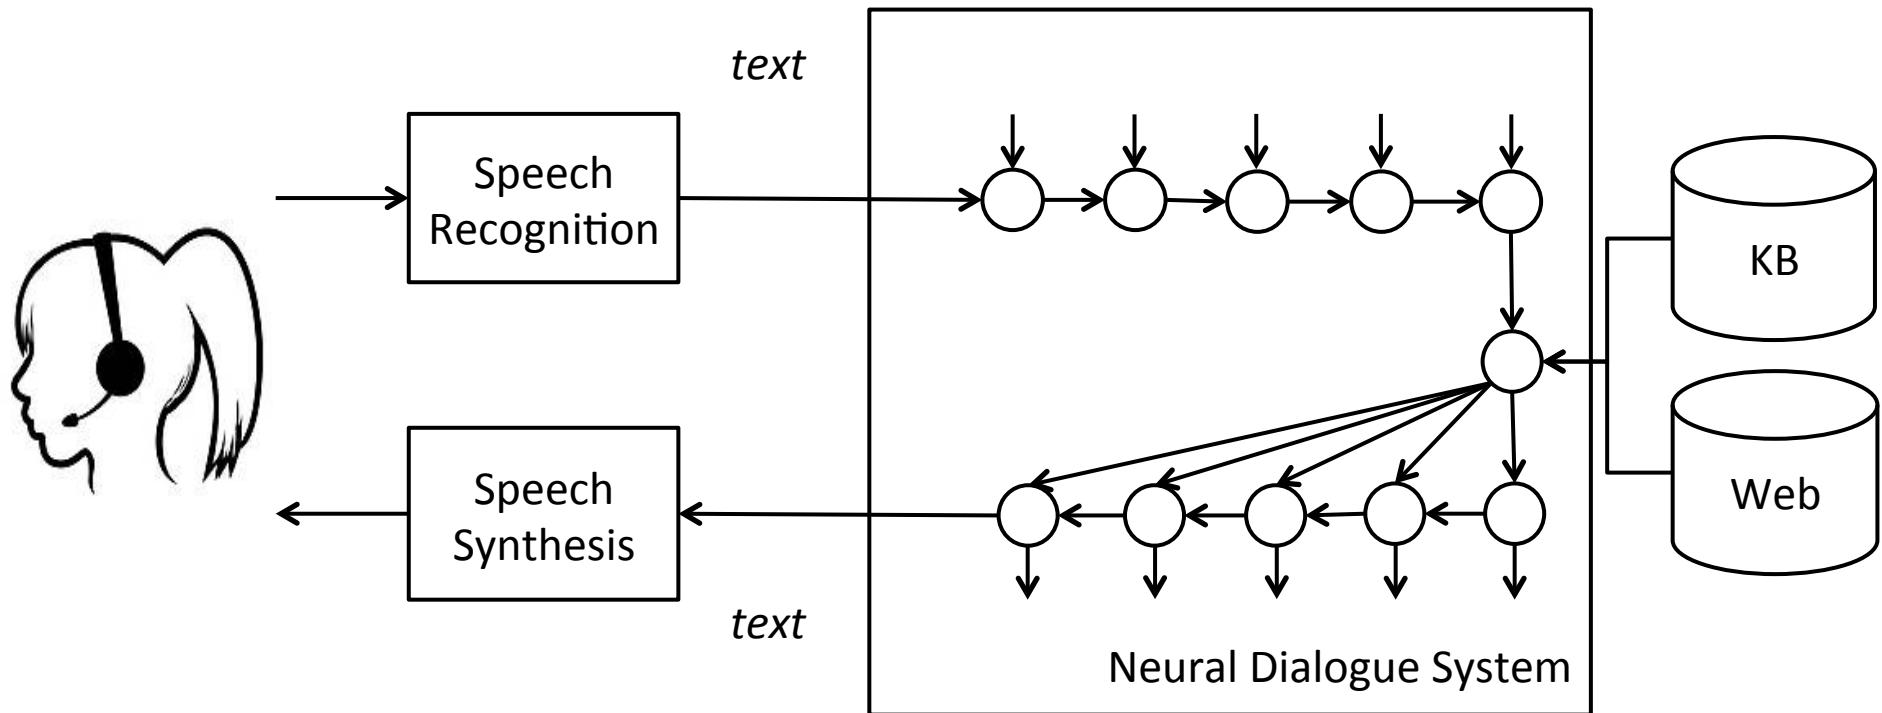 text
Speech
Recognition
KB
Speech
Synthesis
Web
text
Neural Dialogue System